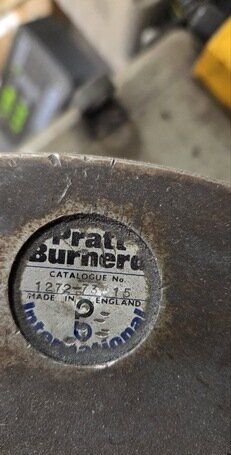 Pratt
Burnerd
CATALOGUE No.
1272-73 15
MADE IN ENGLAND
International